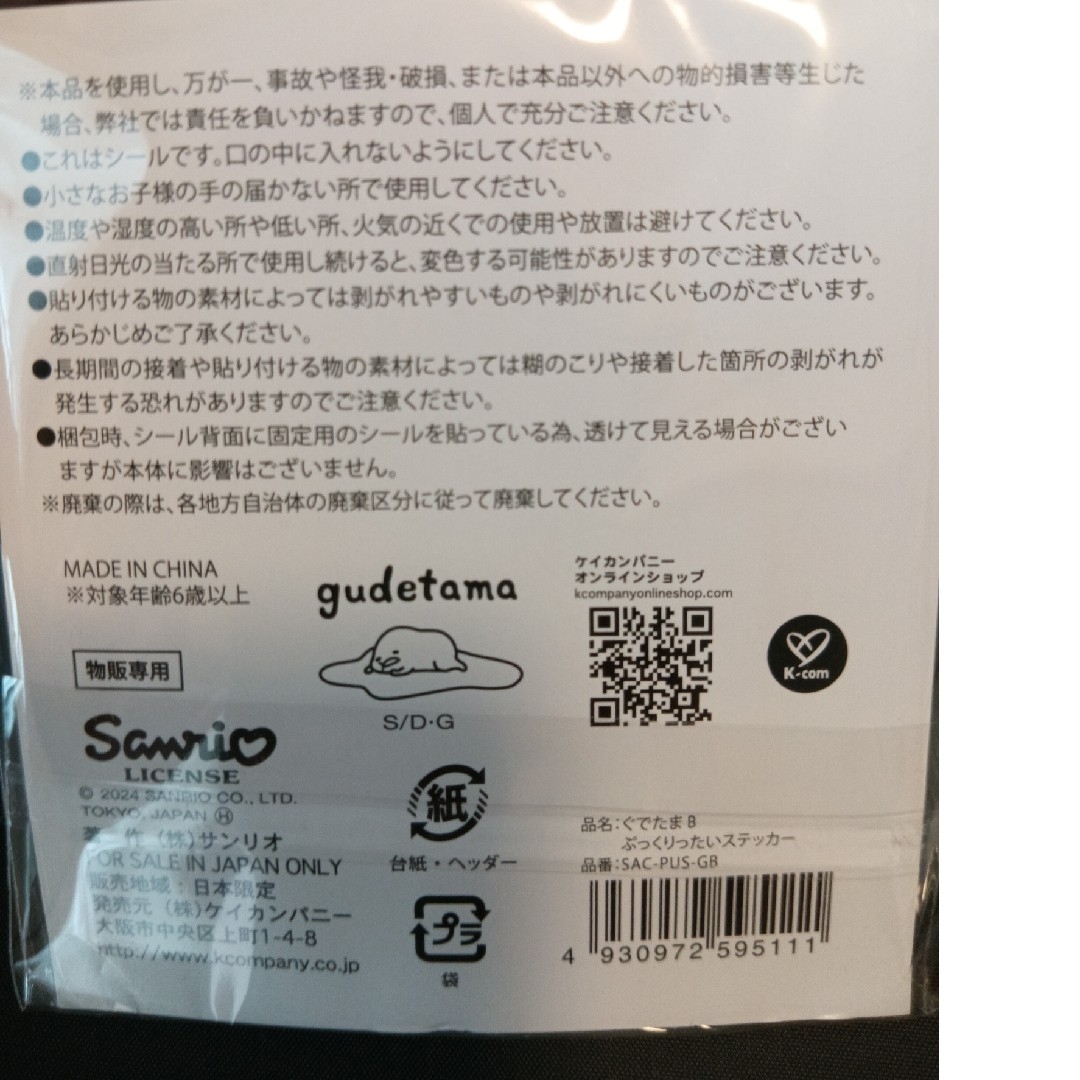 ※本品を使用し、万が一、事故や怪我・破損、または本品以外への物的損害等生じた
場合、弊社では責任を負いかねますので、個人で充分ご注意ください。
●これはシールです。口の中に入れないようにしてください。
●小さなお子様の手の届かない所で使用してください。
●温度や湿度の高い所や低い所、火気の近くでの使用や放置は避けてください。
●直射日光の当たる所で使用し続けると、変色する可能性がありますのでご注意ください。
●貼り付ける物の素材によっては剥がれやすいものや剥がれにくいものがございます。
あらかじめご了承ください。
●長期間の接着や貼り付ける物の素材によっては糊のこりや接着した箇所の剥がれが
発生する恐れがありますのでご注意ください。
●梱包時、シール背面に固定用のシールを貼っている為、透けて見える場合がござい
ますが本体に影響はございません。
※廃棄の際は、各地方自治体の廃棄区分に従って廃棄してください。
MADE IN CHINA
※対象年齢6歳以上
物販専用
gudetama
S/D・G
ケイカンパニー
オンラインショップ
kcompanyonlineshop.com
K-com
Sanrio
LICENSE
© 2024 SANRIO CO., LTD.
TOKYO, JAPAN Ⓗ
著 作 (株)サンリオ
FOR SALE IN JAPAN ONLY
販売地域:日本限定
発売元 (株)ケイカンパニー
大阪市中央区上町1-4-8
http://www.kcompany.co.jp
紙
台紙・ヘッダー
プラ
袋
品名:ぐでたま B
ぷっくりったいステッカー
品番:SAC-PUS-GB
4 930972 595111